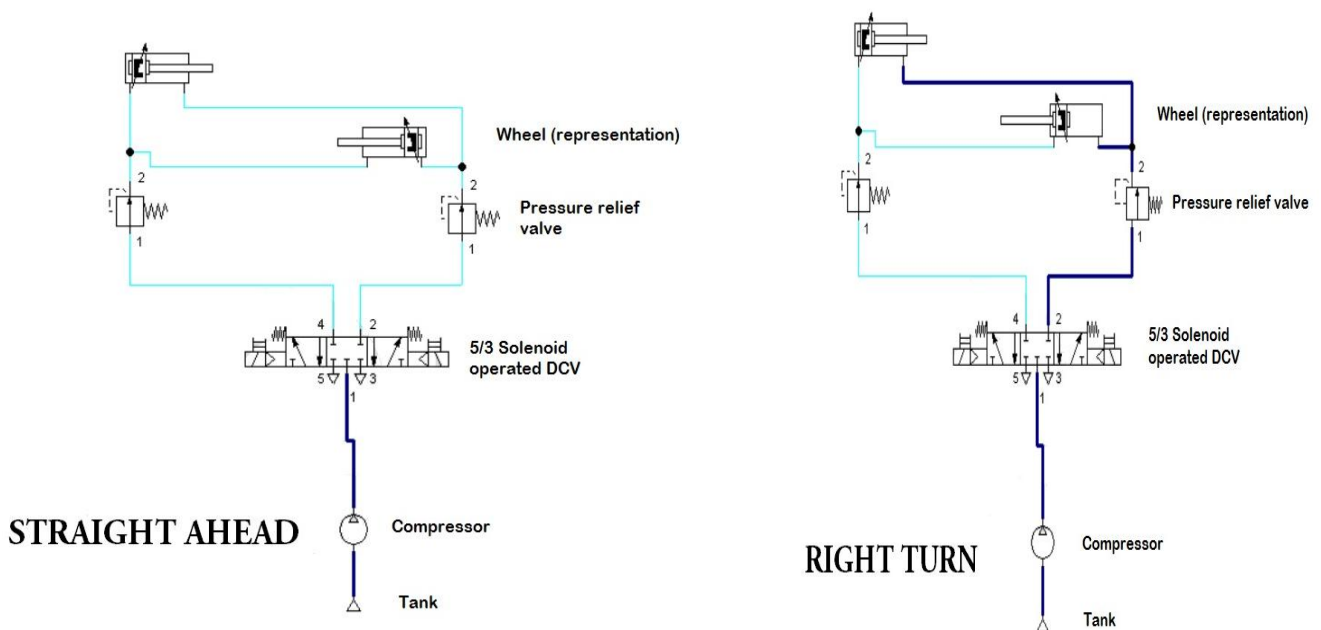 Wheel (representation)
2
2
Pressure relief
valve
1
1
4
2
5/3 Solenoid
operated DCV
5
3
1
STRAIGHT AHEAD
Compressor
Tank
Wheel (representation)
2
2
Pressure relief valve
1
1
4
2
5/3 Solenoid
operated DCV
5
3
1
RIGHT TURN
Compressor
Tank